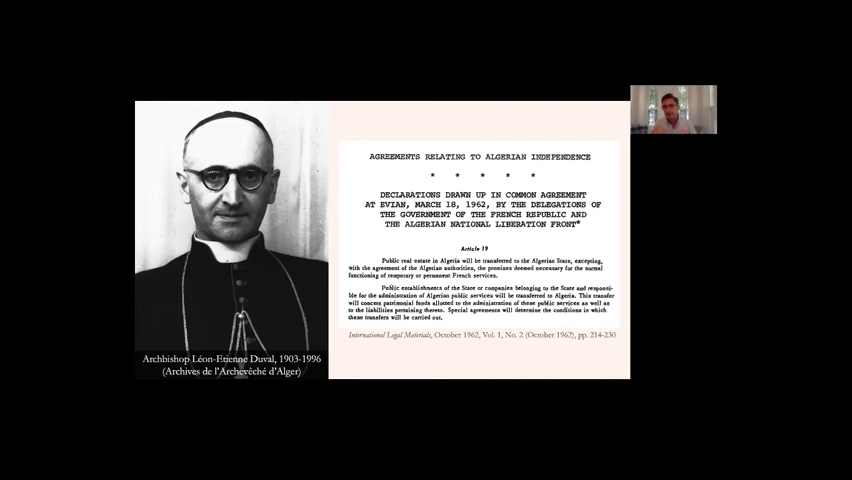 Archbishop Léon-Etienne Duval, 1903-1996
(Archives de l'Archevêché d'Alger)
AGREEMENTS RELATING TO ALGERIAN INDEPENDENCE
* * * * *
DECLARATIONS DRAWN UP IN COMMON AGREEMENT
AT EVIAN, MARCH 18, 1962, BY THE DELEGATIONS OF
THE GOVERNMENT OF THE FRENCH REPUBLIC AND
THE ALGERIAN NATIONAL LIBERATION FRONT*
Article 19
Public real estate in Algeria will be transferred to the Algerian State, excepting,
with the agreement of the Algerian authorities, the premises deemed necessary for the normal
functioning of temporary or permanent French services.
Public establishments of the State or companies belonging to the State and responsi-
ble for the administration of Algerian public services will be transferred to Algeria. This transfer
will concern patrimonial funds allotted to the administration of these public services as well as
to the liabilities pertaining thereto. Special agreements will determine the conditions in which
these transfers will be carried out.
International Legal Materials, October 1962, Vol. 1, No. 2 (October 1962), pp. 214-230